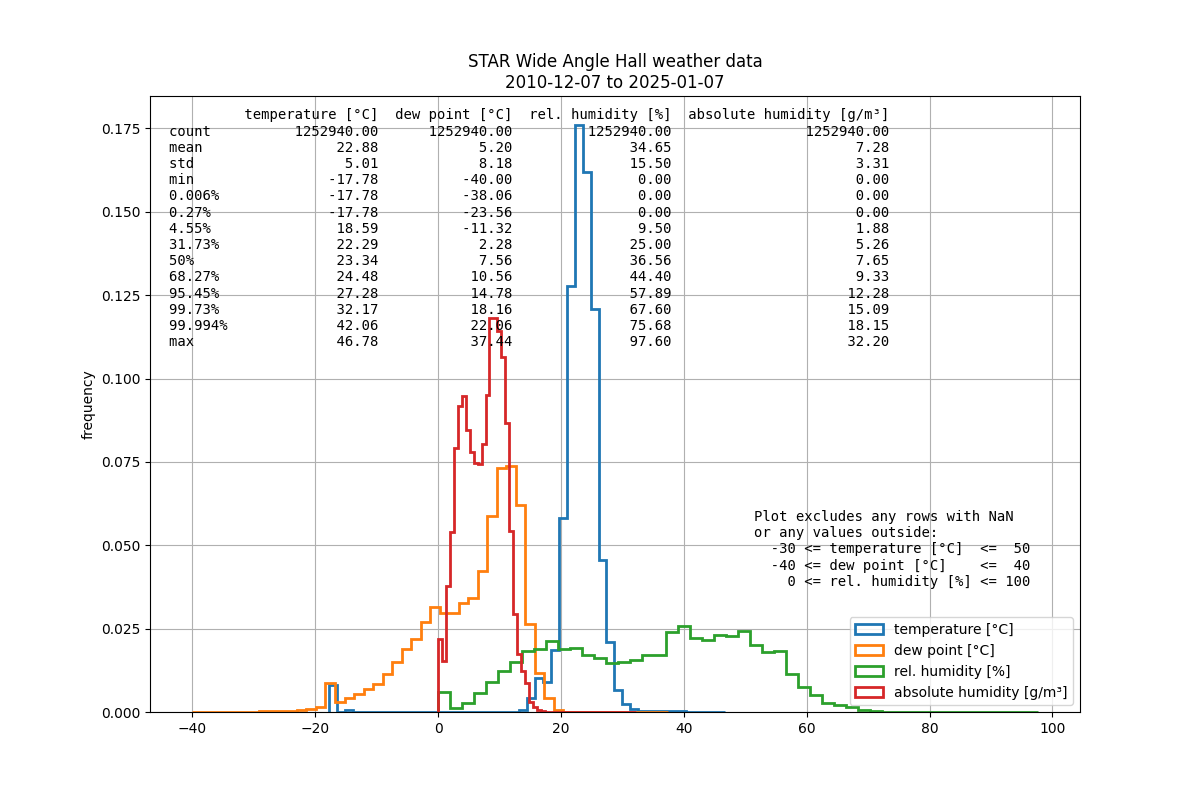 STAR Wide Angle Hall weather data
2010-12-07 to 2025-01-07
temperature [°C] dew point [°C] rel. humidity [%] absolute humidity [g/m³]
count 1252940.00 1252940.00 1252940.00 1252940.00
mean 22.88 5.20 34.65 7.28
std 5.01 8.18 15.50 3.31
min -17.78 -40.00 0.00 0.00
0.006% -17.78 -38.06 0.00 0.00
0.27% -17.78 -23.56 0.00 0.00
4.55% 18.59 -11.32 9.50 1.88
31.73% 22.29 2.28 25.00 5.26
50% 23.34 7.56 36.56 7.65
68.27% 24.48 10.56 44.40 9.33
95.45% 27.28 14.78 57.89 12.28
99.73% 32.17 18.16 67.60 15.09
99.994% 42.06 22.06 75.68 18.15
max 46.78 37.44 97.60 32.20
0.175
0.150
0.125
0.100
0.075
0.050
0.025
0.000
frequency
Plot excludes any rows with NaN
or any values outside:
-30 <= temperature [°C] <= 50
-40 <= dew point [°C] <= 40
0 <= rel. humidity [%] <= 100
temperature [°C]
dew point [°C]
rel. humidity [%]
absolute humidity [g/m³]
−40 −20 0 20 40 60 80 100